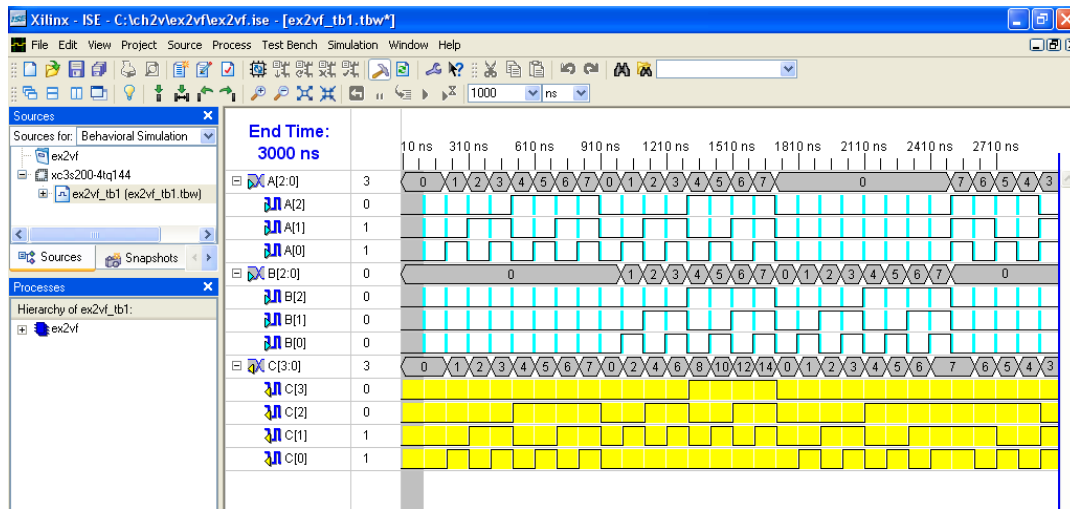 Xilinx - ISE - C:\ch2v\ex2vf\ex2vf.ise - [ex2vf_tb1.tbw*]
File Edit View Project Source Process Test Bench Simulation Window Help
1000 ns
Sources
Sources for: Behavioral Simulation
ex2vf
xc3s200-4tq144
ex2vf_tb1 (ex2vf_tb1.tbw)
Sources Snapshots
Processes
Hierarchy of ex2vf_tb1:
ex2vf
End Time:
3000 ns
10 ns 310 ns 610 ns 910 ns 1210 ns 1510 ns 1810 ns 2110 ns 2410 ns 2710 ns
A[2:0] 3 0 1 2 3 4 5 6 7 0 1 2 3 4 5 6 7 0 7 6 5 4 3
A[2] 0
A[1] 1
A[0] 1
B[2:0] 0 0 1 2 3 4 5 6 7 0 1 2 3 4 5 6 7 0
B[2] 0
B[1] 0
B[0] 0
C[3:0] 3 0 1 2 3 4 5 6 7 0 2 4 6 8 10 12 14 0 1 2 3 4 5 6 7 6 5 4 3
C[3] 0
C[2] 0
C[1] 1
C[0] 1